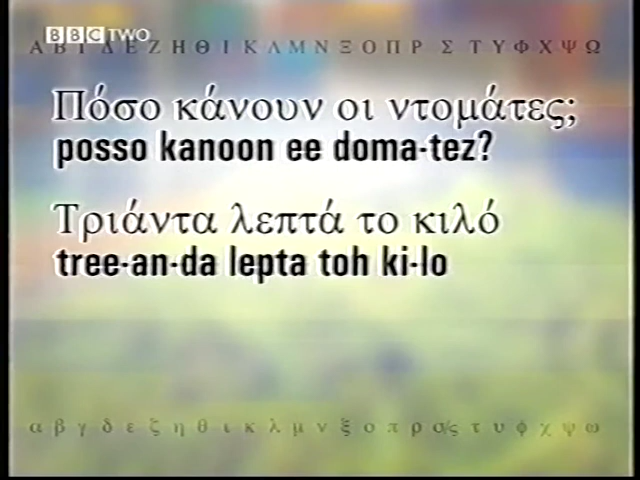 BBC TWO
Α Β Γ Δ Ε Ζ Η Θ Ι Κ Λ Μ Ν Ξ Ο Π Ρ Σ Τ Υ Φ Χ Ψ Ω
Πόσο κάνουν οι ντομάτες;
posso kanoon ee doma-tez?
Τριάντα λεπτά το κιλό
tree-an-da lepta toh ki-lo
α β γ δ ε ζ η θ ι κ λ μ ν ξ ο π ρ σ/ς τ υ φ χ ψ ω